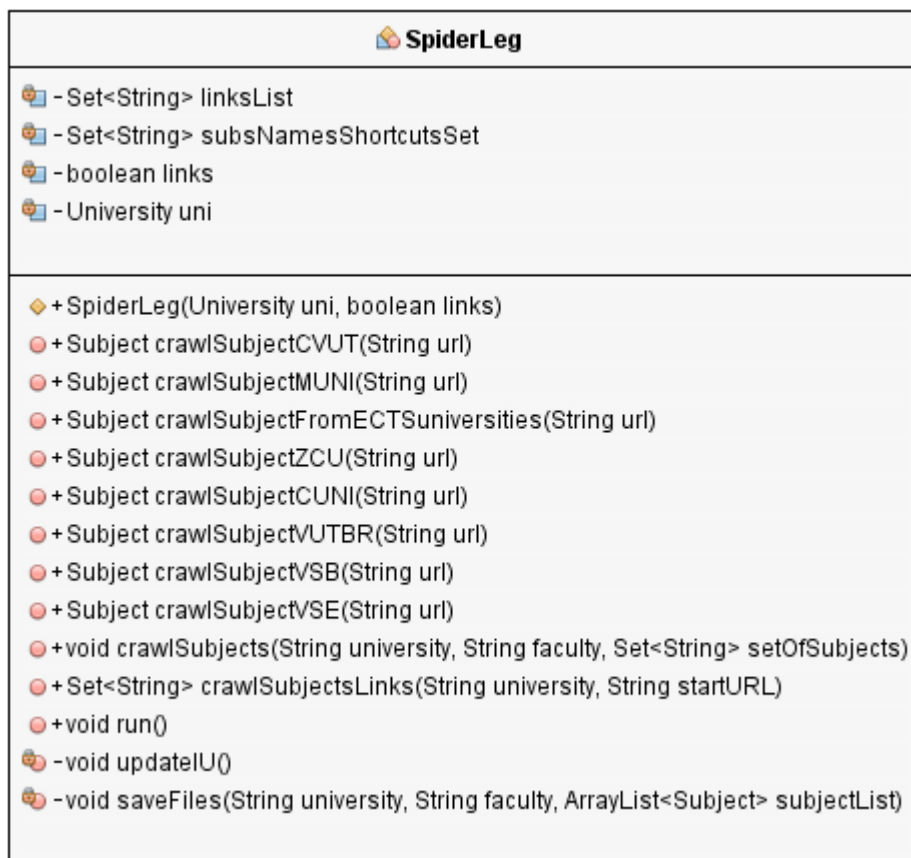 SpiderLeg
-Set<String> linksList
-Set<String> subsNamesShortcutsSet
-boolean links
-University uni
+SpiderLeg(University uni, boolean links)
+Subject crawlSubjectCVUT(String url)
+Subject crawlSubjectMUNI(String url)
+Subject crawlSubjectFromECTSuniversities(String url)
+Subject crawlSubjectZCU(String url)
+Subject crawlSubjectCUNI(String url)
+Subject crawlSubjectVUTBR(String url)
+Subject crawlSubjectVSB(String url)
+Subject crawlSubjectVSE(String url)
+void crawlSubjects(String university, String faculty, Set<String> setOfSubjects)
+Set<String> crawlSubjectsLinks(String university, String startURL)
+void run()
-void updateIU()
-void saveFiles(String university, String faculty, ArrayList<Subject> subjectList)